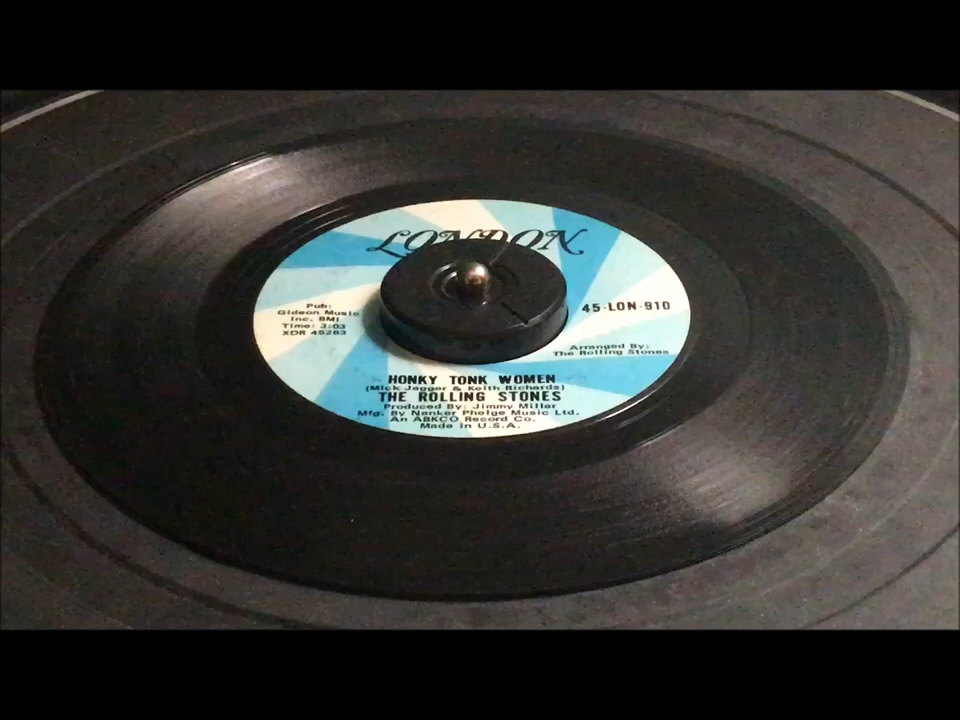 LONDON
Pub:
Gideon Music
Inc. BMI
Time: 3:03
XDR 45283
45-LON-910
Arranged By:
The Rolling Stones
HONKY TONK WOMEN
(Mick Jagger & Keith Richards)
THE ROLLING STONES
Produced By: Jimmy Miller
Mfg. By Nanker Phelge Music Ltd.
An ABKCO Record Co.
Made in U.S.A.